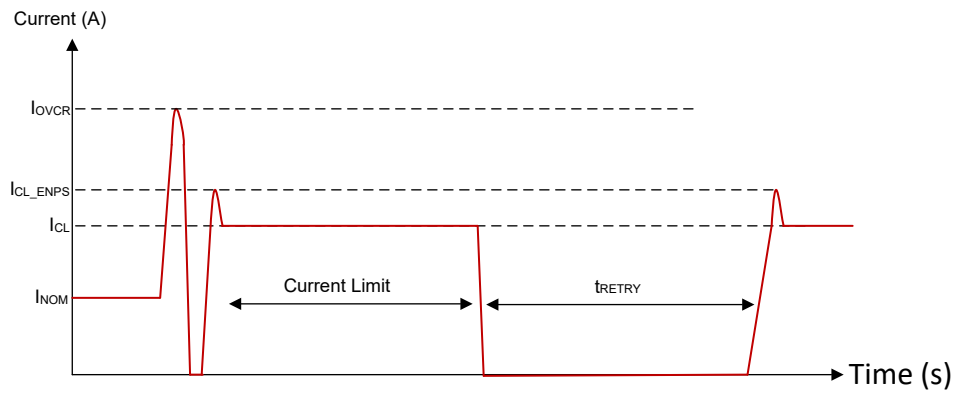 Current (A)
IOVCR
ICL_ENPS
ICL
INOM
Current Limit
tRETRY
Time (s)